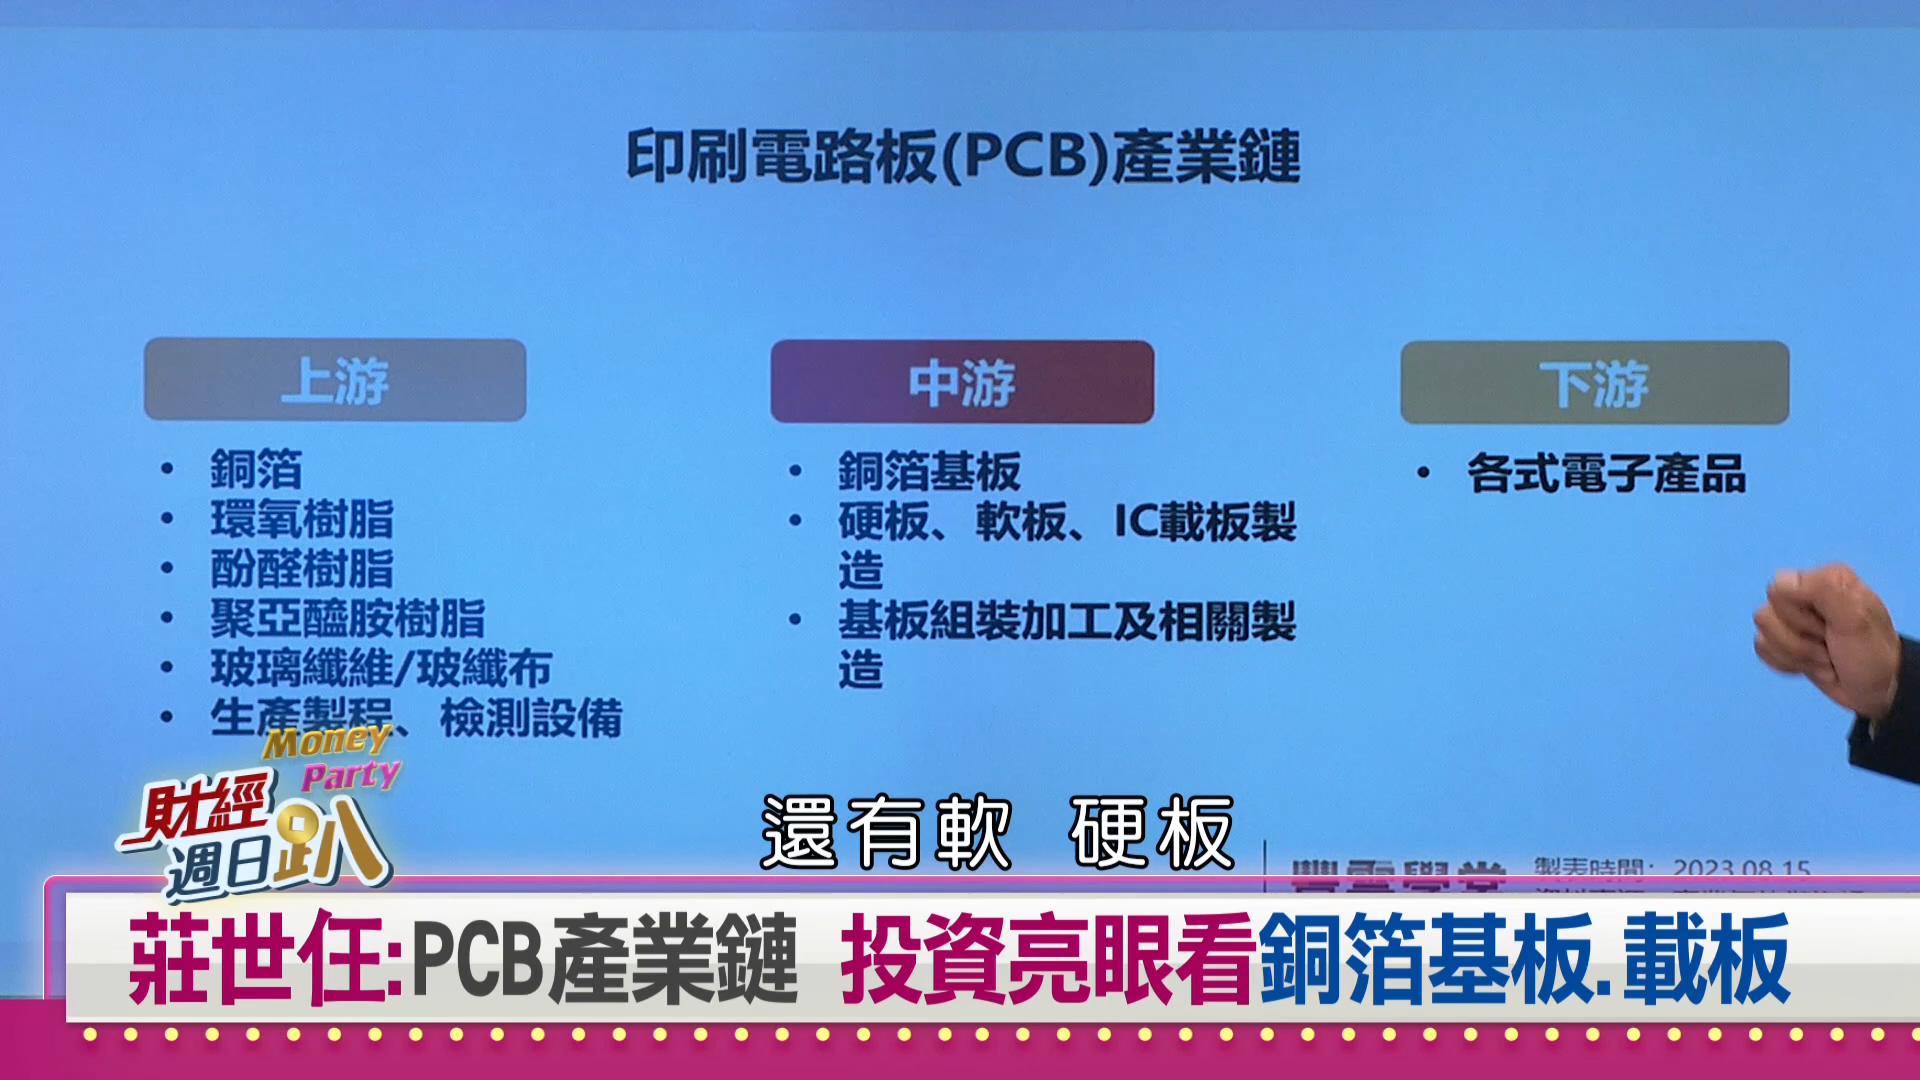 印刷電路板(PCB)產業鏈
上游
• 銅箔
• 環氧樹脂
• 酚醛樹脂
• 聚亞醯胺樹脂
• 玻璃纖維/玻纖布
• 生產製程、檢測設備
中游
• 銅箔基板
• 硬板、軟板、IC載板製
造
• 基板組裝加工及相關製
造
下游
• 各式電子產品
Money
Party
財經
週日趴
還有軟 硬板
製表時間：2023.08.15
莊世任:PCB產業鏈 投資亮眼看銅箔基板.載板